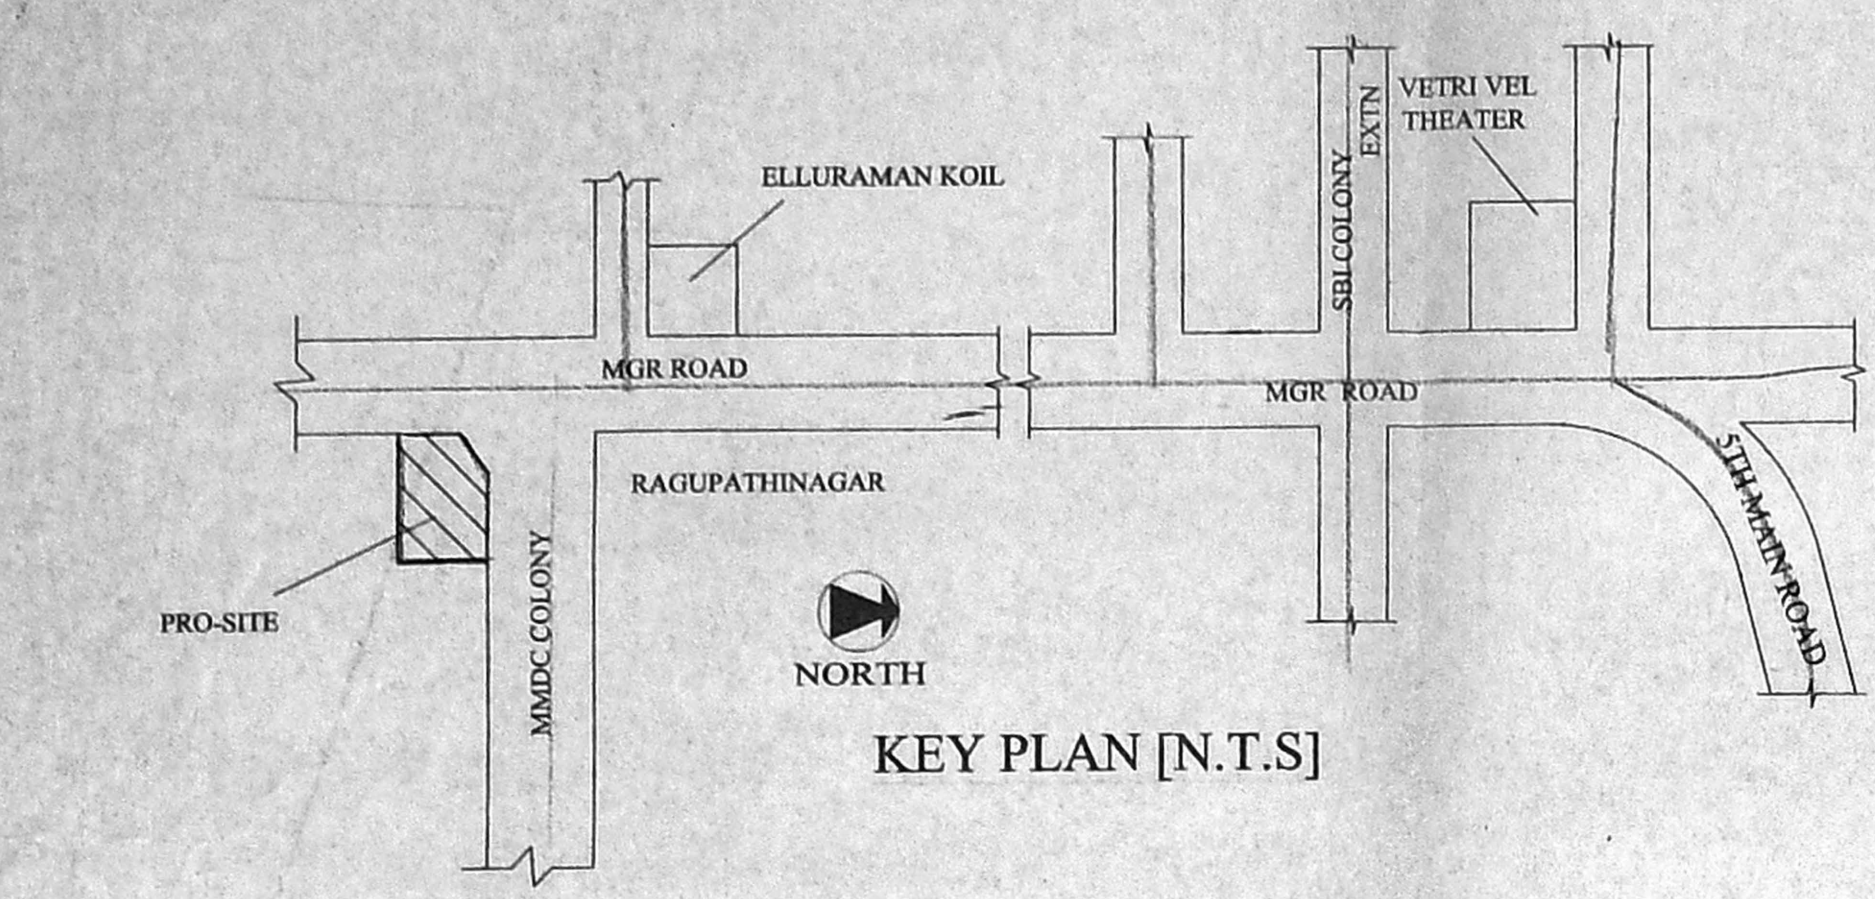 VETRI VEL
THEATER
EXTN
SBI COLONY
ELLURAMAN KOIL
MGR ROAD
MGR ROAD
5TH MAIN ROAD
RAGUPATHINAGAR
MMDC COLONY
PRO-SITE
NORTH
KEY PLAN [N.T.S]